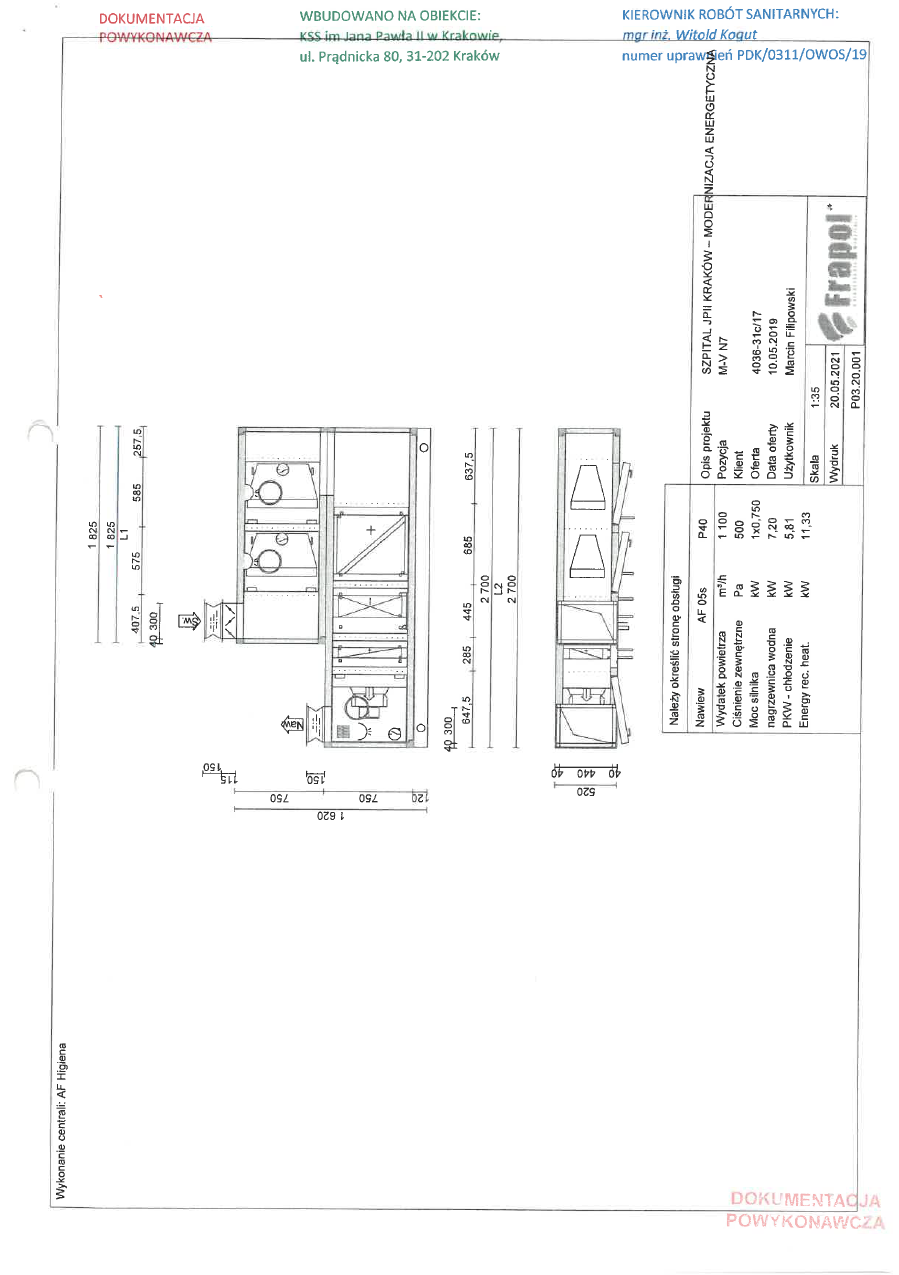 DOKUMENTACJA
POWYKONAWCZA
WBUDOWANO NA OBIEKCIE:
KSS im Jana Pawła II w Krakowie,
ul. Prądnicka 80, 31-202 Kraków
KIEROWNIK ROBÓT SANITARNYCH:
mgr inż. Witold Kogut
numer uprawnień PDK/0311/OWOS/19
Wykonanie centrali: AF Higiena
1 825
1 825
L1
407,5 575 585 257,5
40 300
Św
Naw
647,5 285 445 685 637,5
40 300
2 700
L2
2 700
150
115
150
750 750 120
1 620
40 440 40
520
Należy określić stronę obsługi
Nawiew AF 05s P40
Wydatek powietrza m³/h 1 100
Ciśnienie zewnętrzne Pa 500
Moc silnika kW 1x0,750
nagrzewnica wodna kW 7,20
PKW - chłodzenie kW 5,81
Energy rec. heat. kW 11,33
Opis projektu SZPITAL JPII KRAKÓW – MODERNIZACJA ENERGETYCZNA
Pozycja M-V N7
Klient
Oferta 4036-31c/17
Data oferty 10.05.2019
Użytkownik Marcin Filipowski
Skala 1:35
Wydruk 20.05.2021
P03.20.001
Frapol
DOKUMENTACJA
POWYKONAWCZA